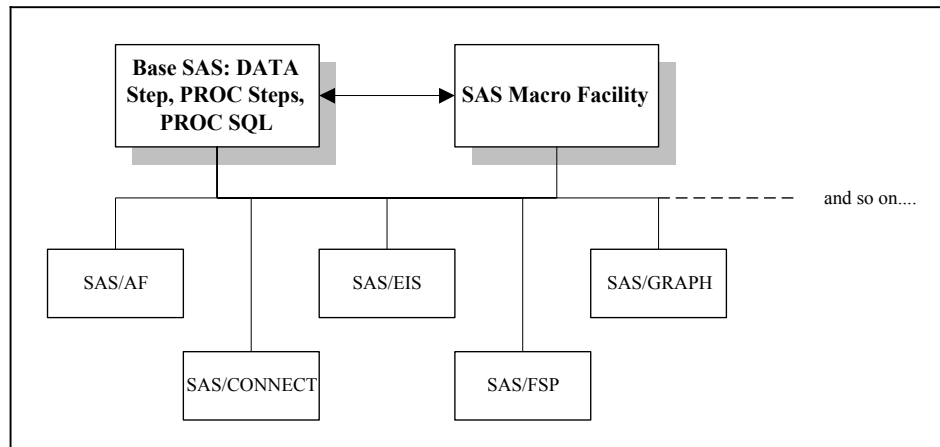 Base SAS: DATA
Step, PROC Steps,
PROC SQL
SAS Macro Facility
and so on....
SAS/AF
SAS/EIS
SAS/GRAPH
SAS/CONNECT
SAS/FSP